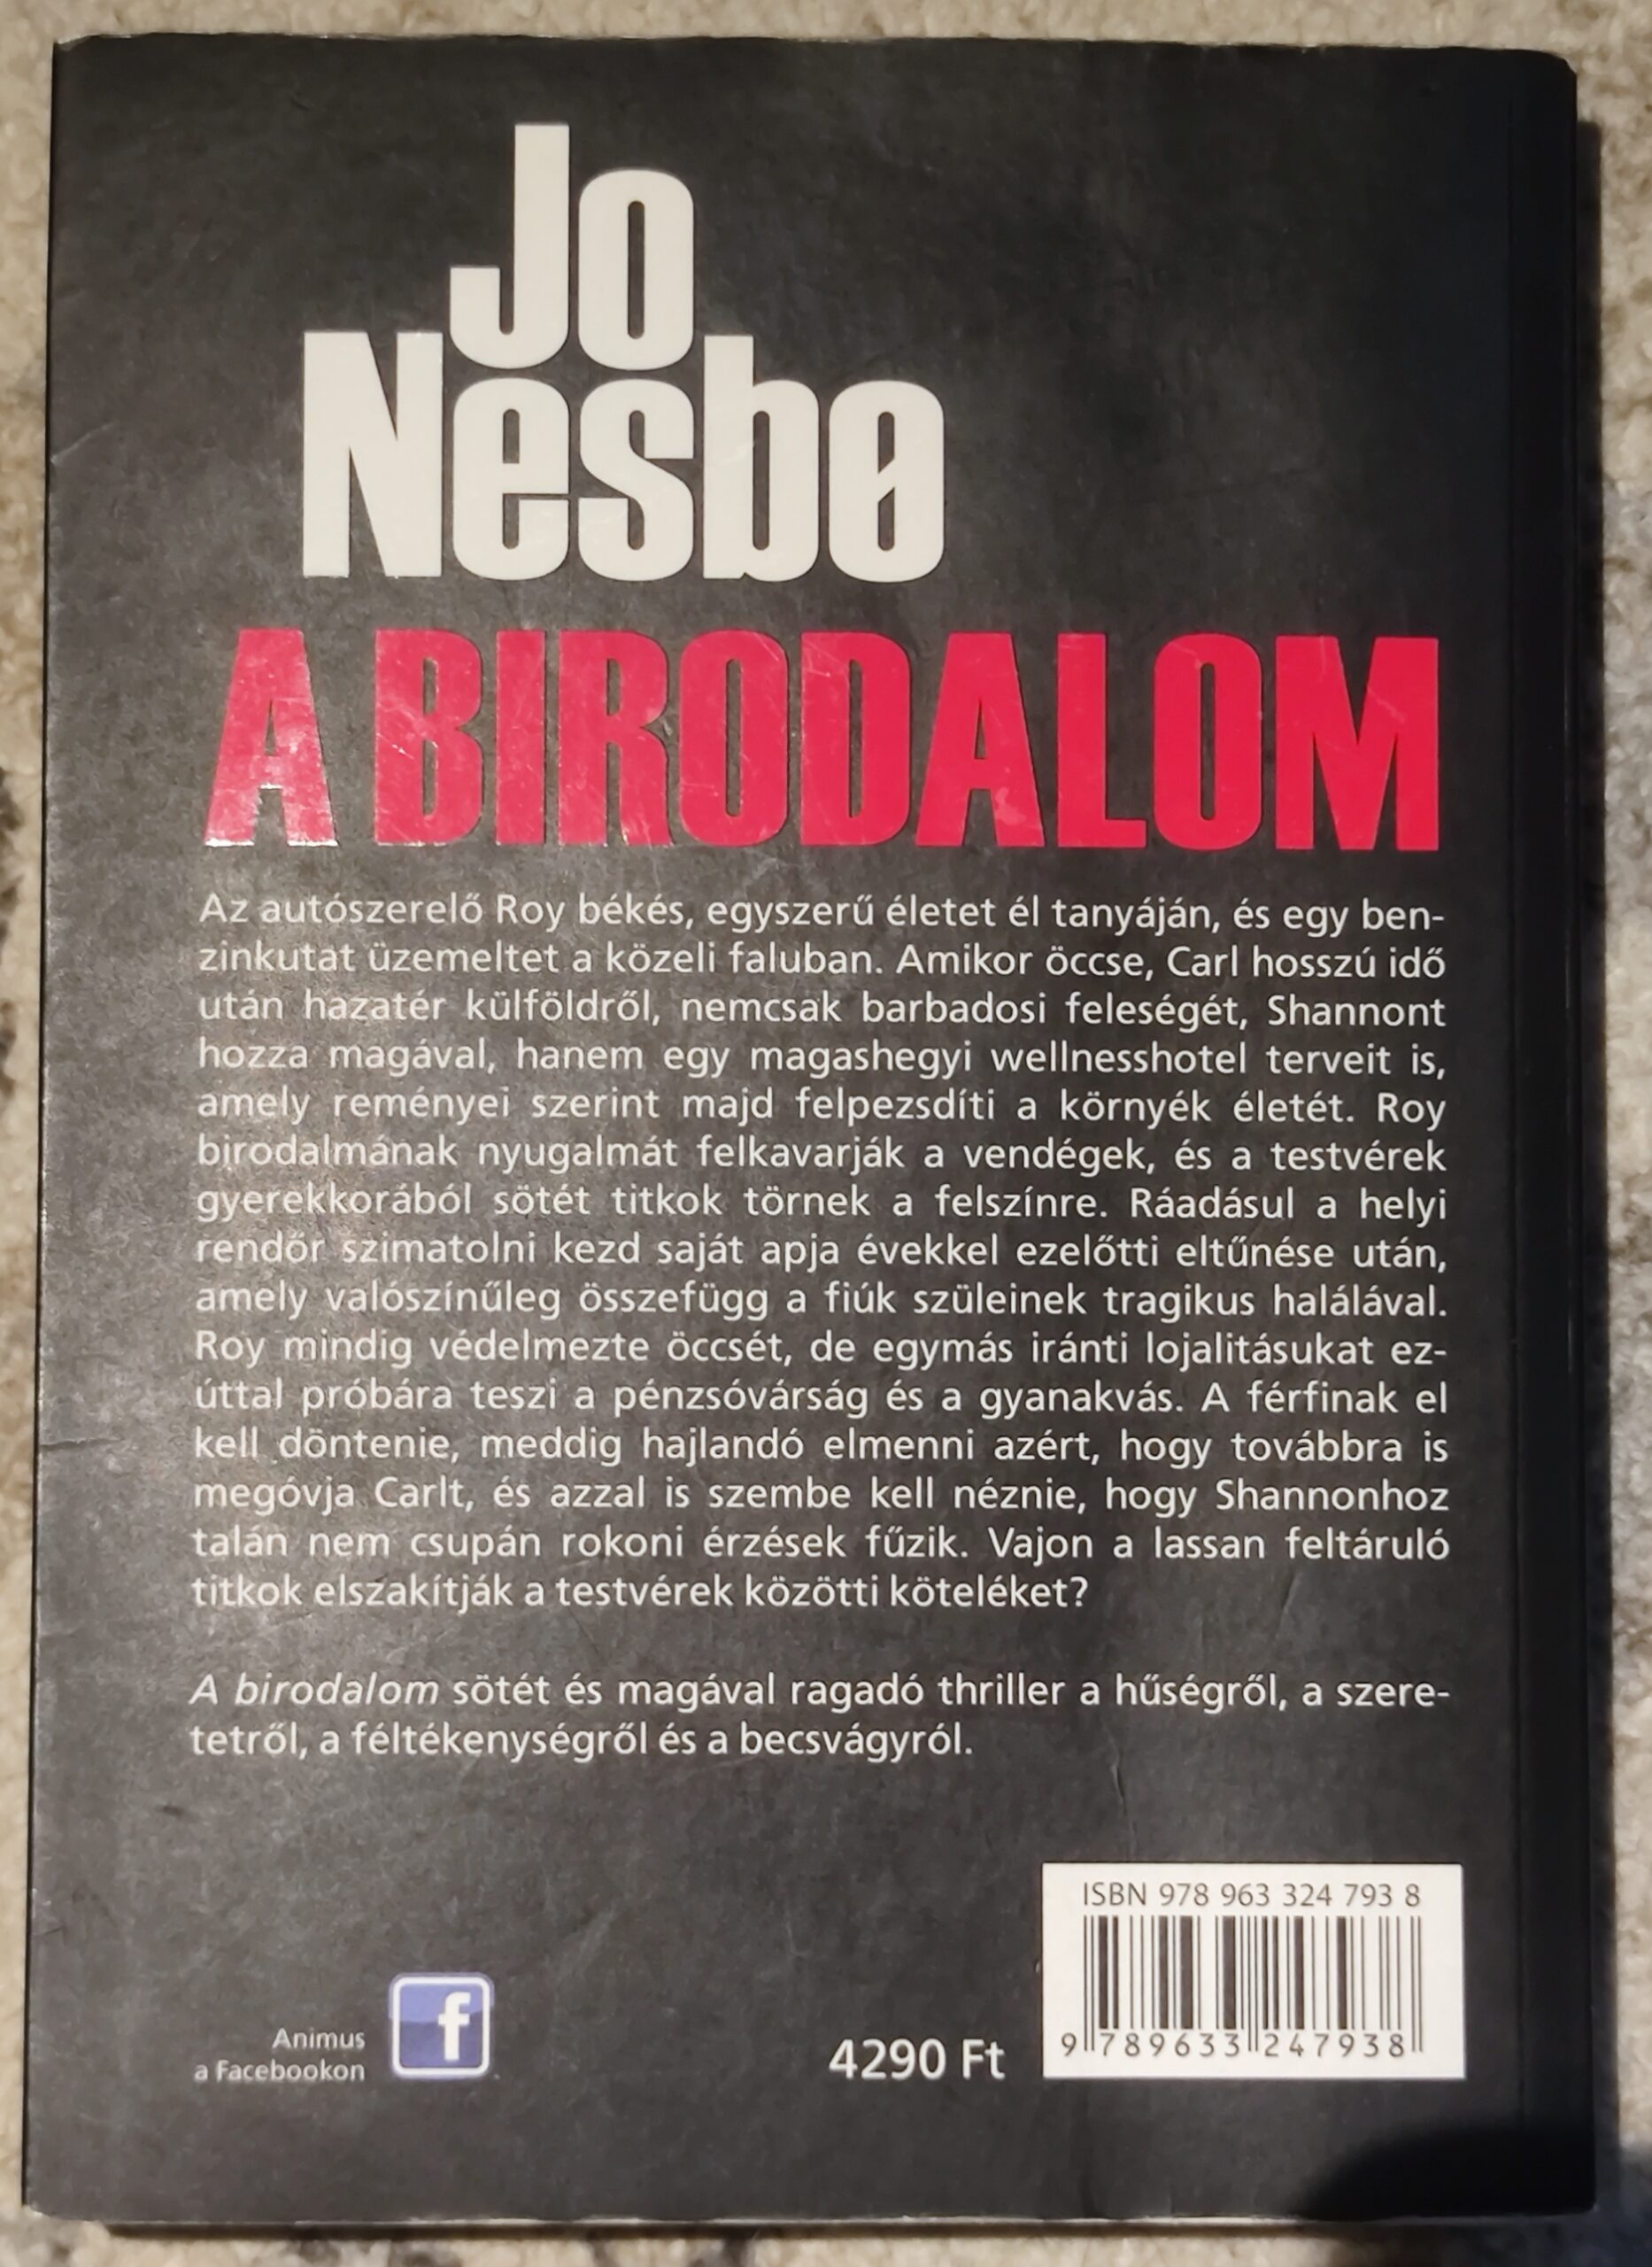 Jo
Nesbø
A BIRODALOM
Az autószerelő Roy békés, egyszerű életet él tanyáján, és egy ben-
zinkutat üzemeltet a közeli faluban. Amikor öccse, Carl hosszú idő
után hazatér külföldről, nemcsak barbadosi feleségét, Shannont
hozza magával, hanem egy magashegyi wellnesshotel terveit is,
amely reményei szerint majd felpezsdíti a környék életét. Roy
birodalmának nyugalmát felkavarják a vendégek, és a testvérek
gyerekkorából sötét titkok törnek a felszínre. Ráadásul a helyi
rendőr szimatolni kezd saját apja évekkel ezelőtti eltűnése után,
amely valószínűleg összefügg a fiúk szüleinek tragikus halálával.
Roy mindig védelmezte öccsét, de egymás iránti lojalitásukat ez-
úttal próbára teszi a pénzsóvárság és a gyanakvás. A férfinak el
kell döntenie, meddig hajlandó elmenni azért, hogy továbbra is
megóvja Carlt, és azzal is szembe kell néznie, hogy Shannonhoz
talán nem csupán rokoni érzések fűzik. Vajon a lassan feltáruló
titkok elszakítják a testvérek közötti köteléket?
A birodalom sötét és magával ragadó thriller a hűségről, a szere-
tetről, a féltékenységről és a becsvágyról.
ISBN 978 963 324 793 8
9 789633 247938
Animus
a Facebookon
f
4290 Ft